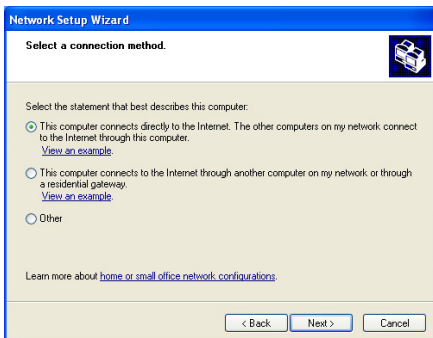 Network Setup Wizard
Select a connection method.
Select the statement that best describes this computer:
This computer connects directly to the Internet. The other computers on my network connect
to the Internet through this computer.
View an example.
This computer connects to the Internet through another computer on my network or through
a residential gateway.
View an example.
Other
Learn more about home or small office network configurations.
< Back Next > Cancel